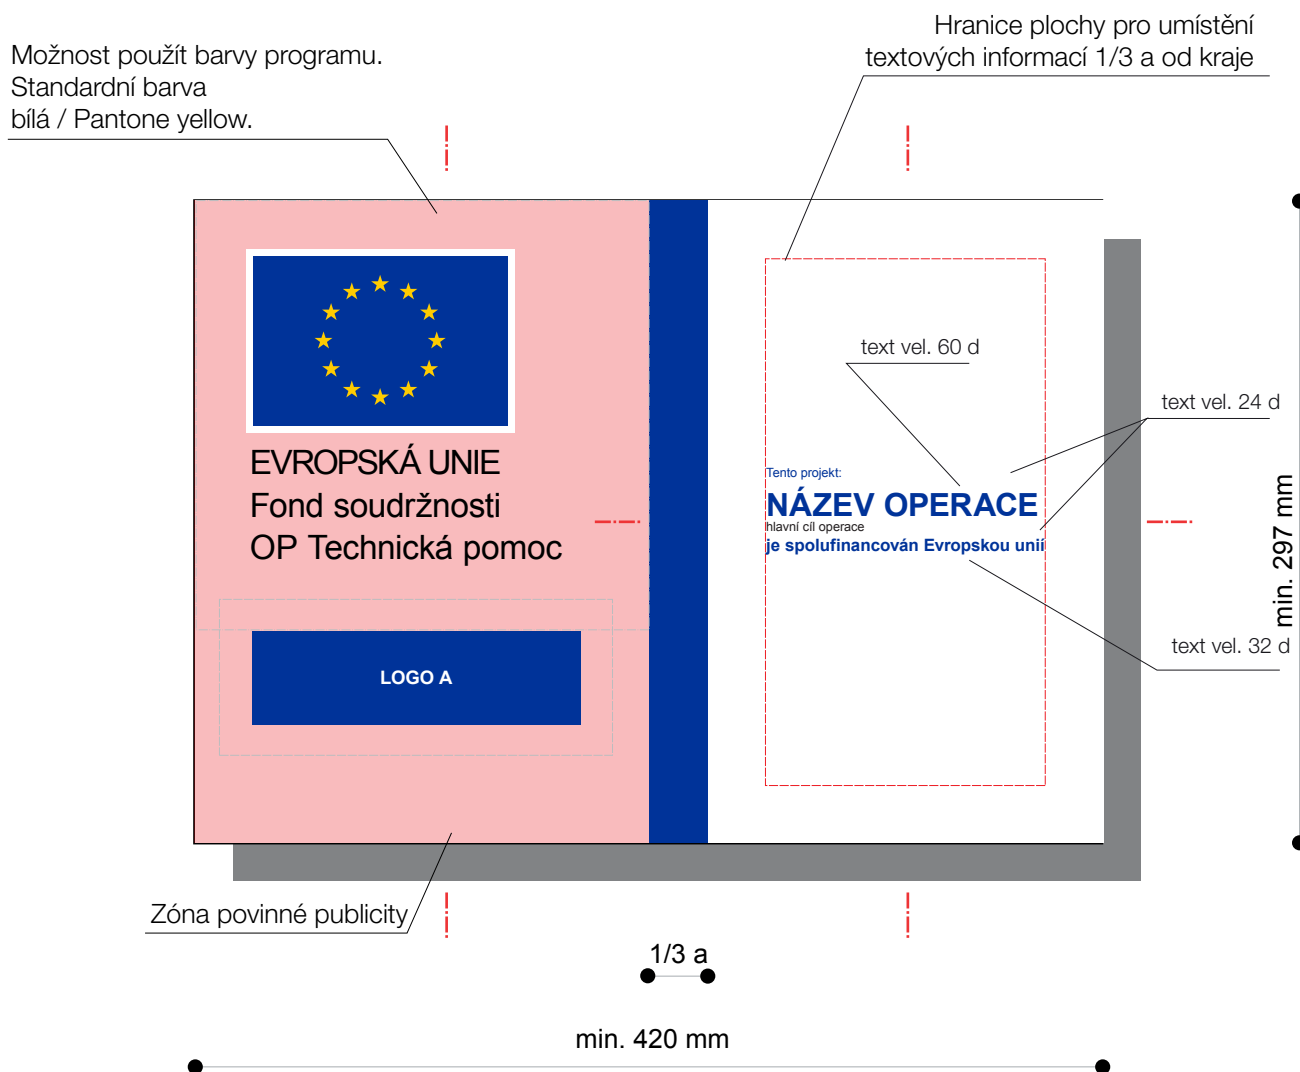 Možnost použít barvy programu.
Standardní barva
bílá / Pantone yellow.
Hranice plochy pro umístění
textových informací 1/3 a od kraje
EVROPSKÁ UNIE
Fond soudržnosti
OP Technická pomoc
LOGO A
text vel. 60 d
text vel. 24 d
Tento projekt:
NÁZEV OPERACE
hlavní cíl operace
je spolufinancován Evropskou unií
text vel. 32 d
min. 297 mm
Zóna povinné publicity
1/3 a
min. 420 mm